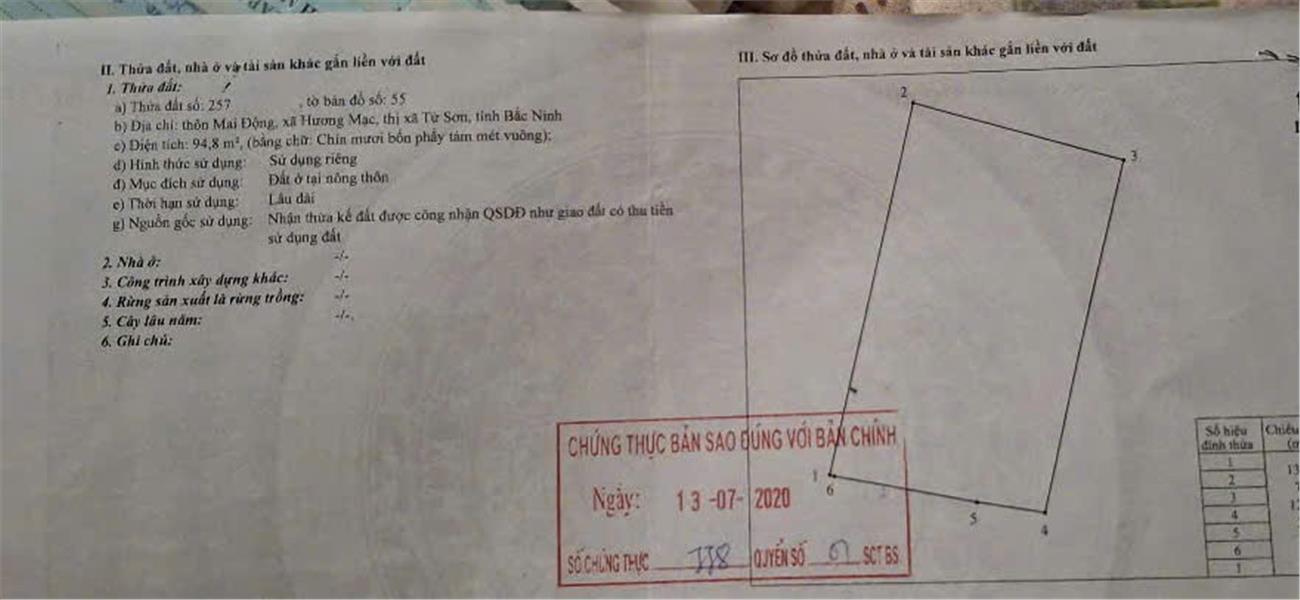 II. Thửa đất, nhà ở và tài sản khác gắn liền với đất
1. Thửa đất:
a) Thửa đất số: 257 , tờ bản đồ số: 55
b) Địa chỉ: thôn Mai Động, xã Hương Mạc, thị xã Từ Sơn, tỉnh Bắc Ninh
c) Diện tích: 94,8 m², (bằng chữ: Chín mươi bốn phẩy tám mét vuông);
d) Hình thức sử dụng: Sử dụng riêng
đ) Mục đích sử dụng: Đất ở tại nông thôn
e) Thời hạn sử dụng: Lâu dài
g) Nguồn gốc sử dụng: Nhận thừa kế đất được công nhận QSDĐ như giao đất có thu tiền
sử dụng đất
2. Nhà ở: -/-
3. Công trình xây dựng khác: -/-
4. Rừng sản xuất là rừng trồng: -/-
5. Cây lâu năm: -/-.
6. Ghi chú:
III. Sơ đồ thửa đất, nhà ở và tài sản khác gắn liền với đất
2
3
1
6
5
4
CHỨNG THỰC BẢN SAO ĐÚNG VỚI BẢN CHÍNH
Ngày: 13-07-2020
SỐ CHỨNG THỰC 778 QUYỂN SỐ 01 SCT BS
Số hiệu đỉnh thửa Chiều
1
13
2
3
4
5
6
1